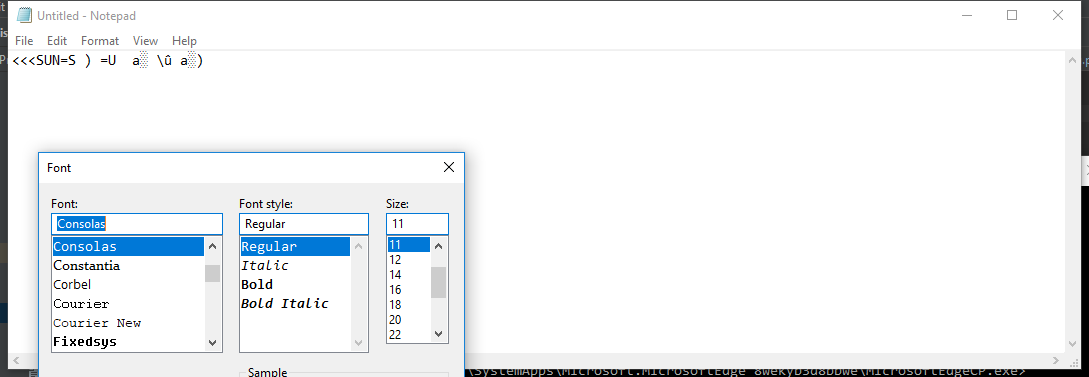 Untitled - Notepad
File Edit Format View Help
<<<SUN=S ) =U a░ \û a░)
Font
Font: Font style: Size:
Consolas Regular 11
Consolas Regular 11
Constantia Italic 12
Corbel Bold 14
Courier Bold Italic 16
Courier New 18
Fixedsys 20
22
Sample
\SystemApps\Microsoft.MicrosoftEdge_8wekyb3d8bbwe\MicrosoftEdgeCP.exe>